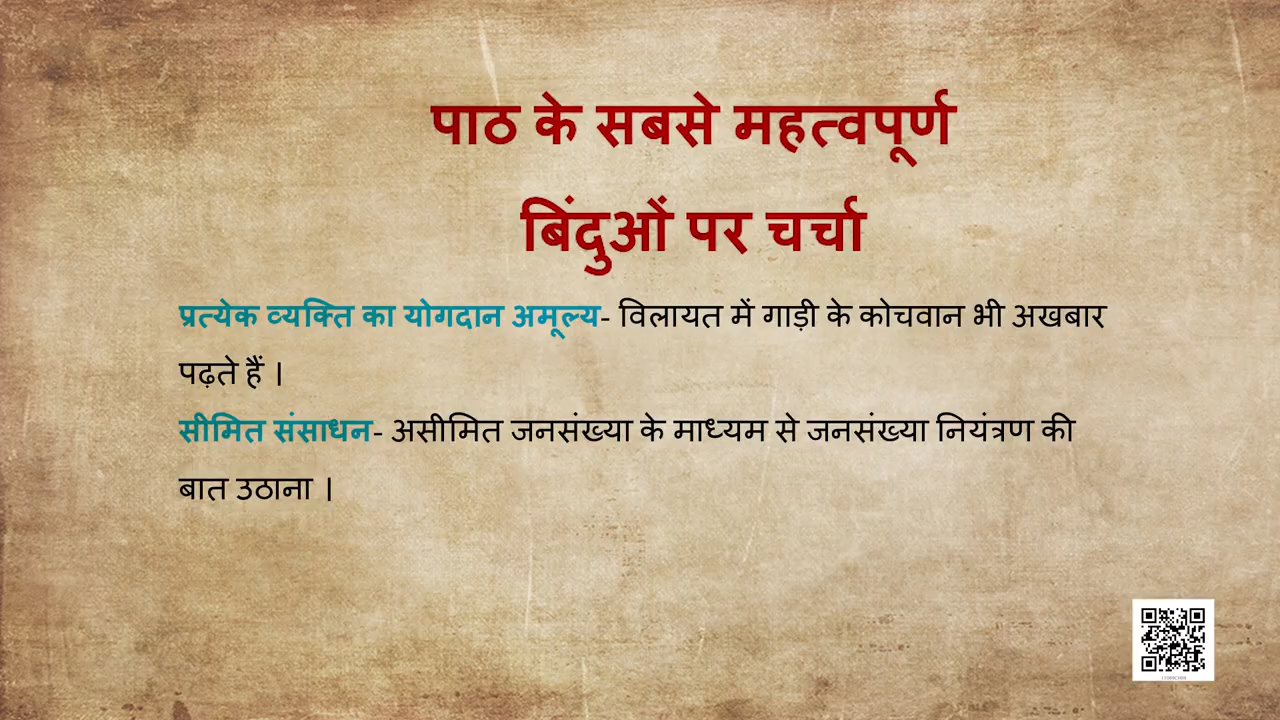 पाठ के सबसे महत्वपूर्ण
बिंदुओं पर चर्चा
प्रत्येक व्यक्ति का योगदान अमूल्य- विलायत में गाड़ी के कोचवान भी अखबार
पढ़ते हैं ।
सीमित संसाधन- असीमित जनसंख्या के माध्यम से जनसंख्या नियंत्रण की
बात उठाना ।